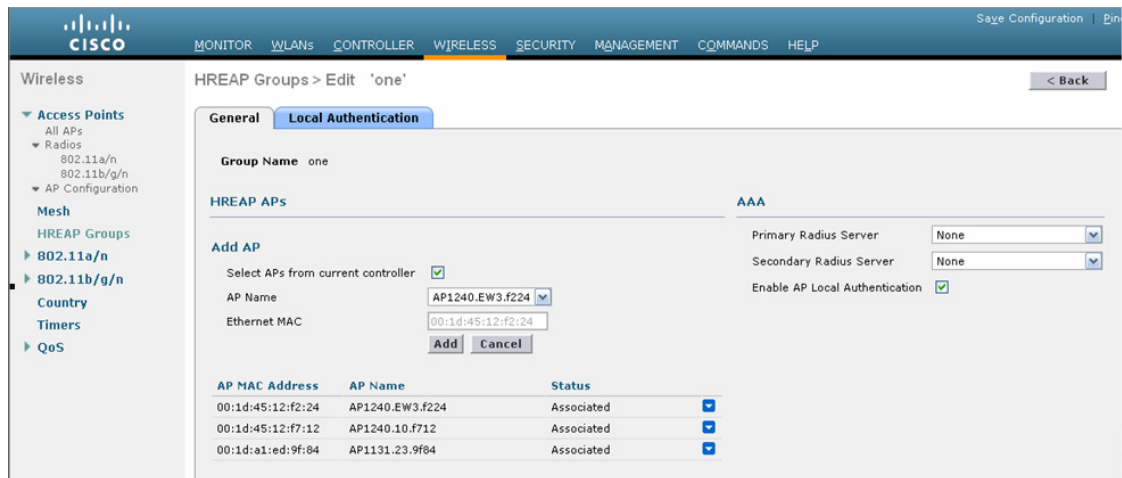 Save Configuration | Pin
CISCO
MONITOR WLANs CONTROLLER WIRELESS SECURITY MANAGEMENT COMMANDS HELP
Wireless
Access Points
All APs
Radios
802.11a/n
802.11b/g/n
AP Configuration
Mesh
HREAP Groups
802.11a/n
802.11b/g/n
Country
Timers
QoS
HREAP Groups > Edit 'one'
< Back
General
Local Authentication
Group Name one
HREAP APs
Add AP
Select APs from current controller
AP Name AP1240.EW3.f224
Ethernet MAC 00:1d:45:12:f2:24
Add Cancel
AP MAC Address AP Name Status
00:1d:45:12:f2:24 AP1240.EW3.f224 Associated
00:1d:45:12:f7:12 AP1240.10.f712 Associated
00:1d:a1:ed:9f:84 AP1131.23.9f84 Associated
AAA
Primary Radius Server None
Secondary Radius Server None
Enable AP Local Authentication